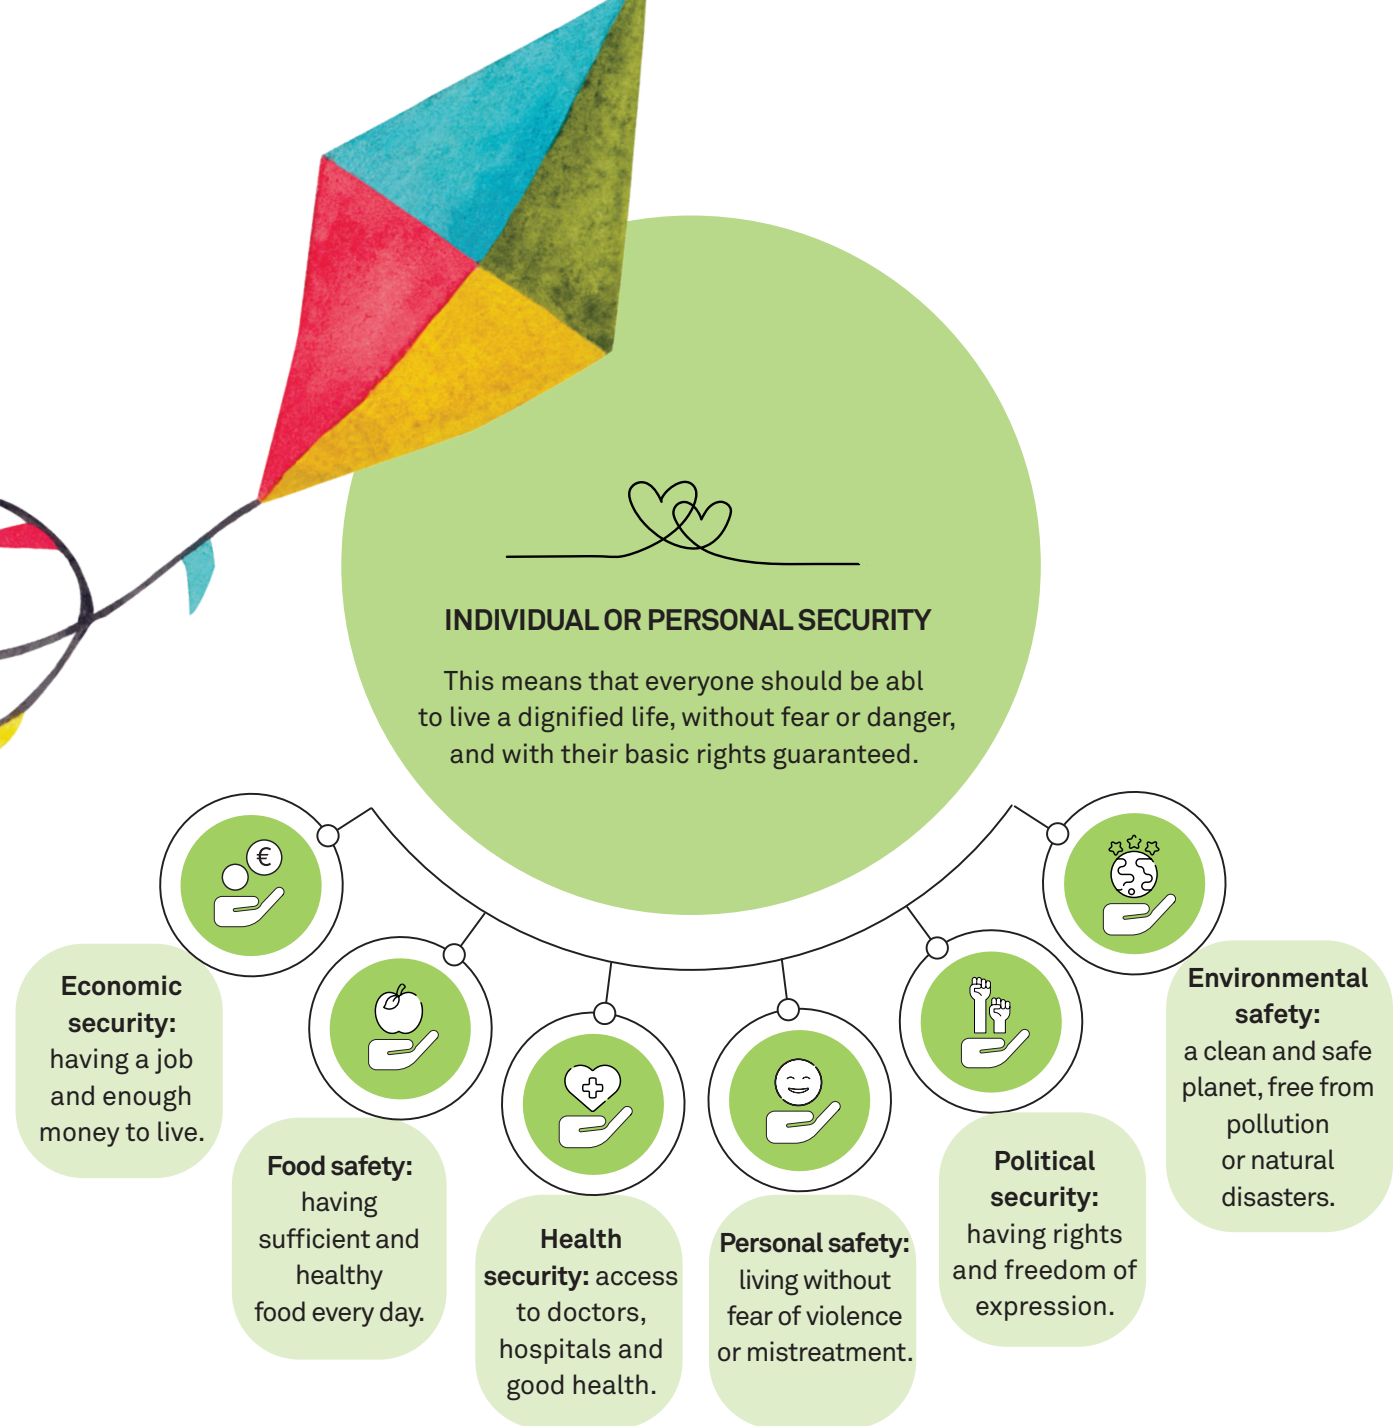 INDIVIDUAL OR PERSONAL SECURITY
This means that everyone should be abl
to live a dignified life, without fear or danger,
and with their basic rights guaranteed.
€
Economic
security:
having a job
and enough
money to live.
Food safety:
having
sufficient and
healthy
food every day.
Health
security: access
to doctors,
hospitals and
good health.
Personal safety:
living without
fear of violence
or mistreatment.
Political
security:
having rights
and freedom of
expression.
Environmental
safety:
a clean and safe
planet, free from
pollution
or natural
disasters.